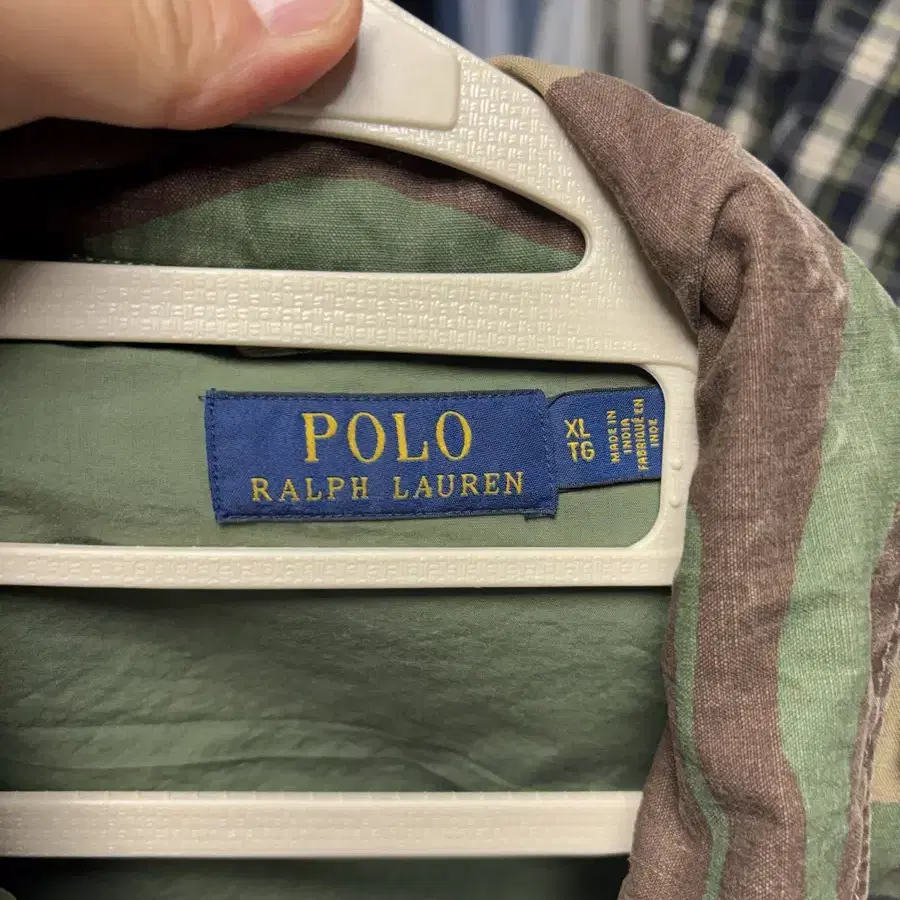 POLO
RALPH LAUREN
XL
TG
MADE IN
INDIA
FABRIQUÉ EN
INDE